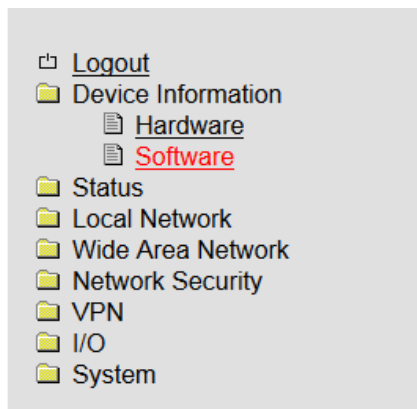 Logout
Device Information
Hardware
Software
Status
Local Network
Wide Area Network
Network Security
VPN
I/O
System